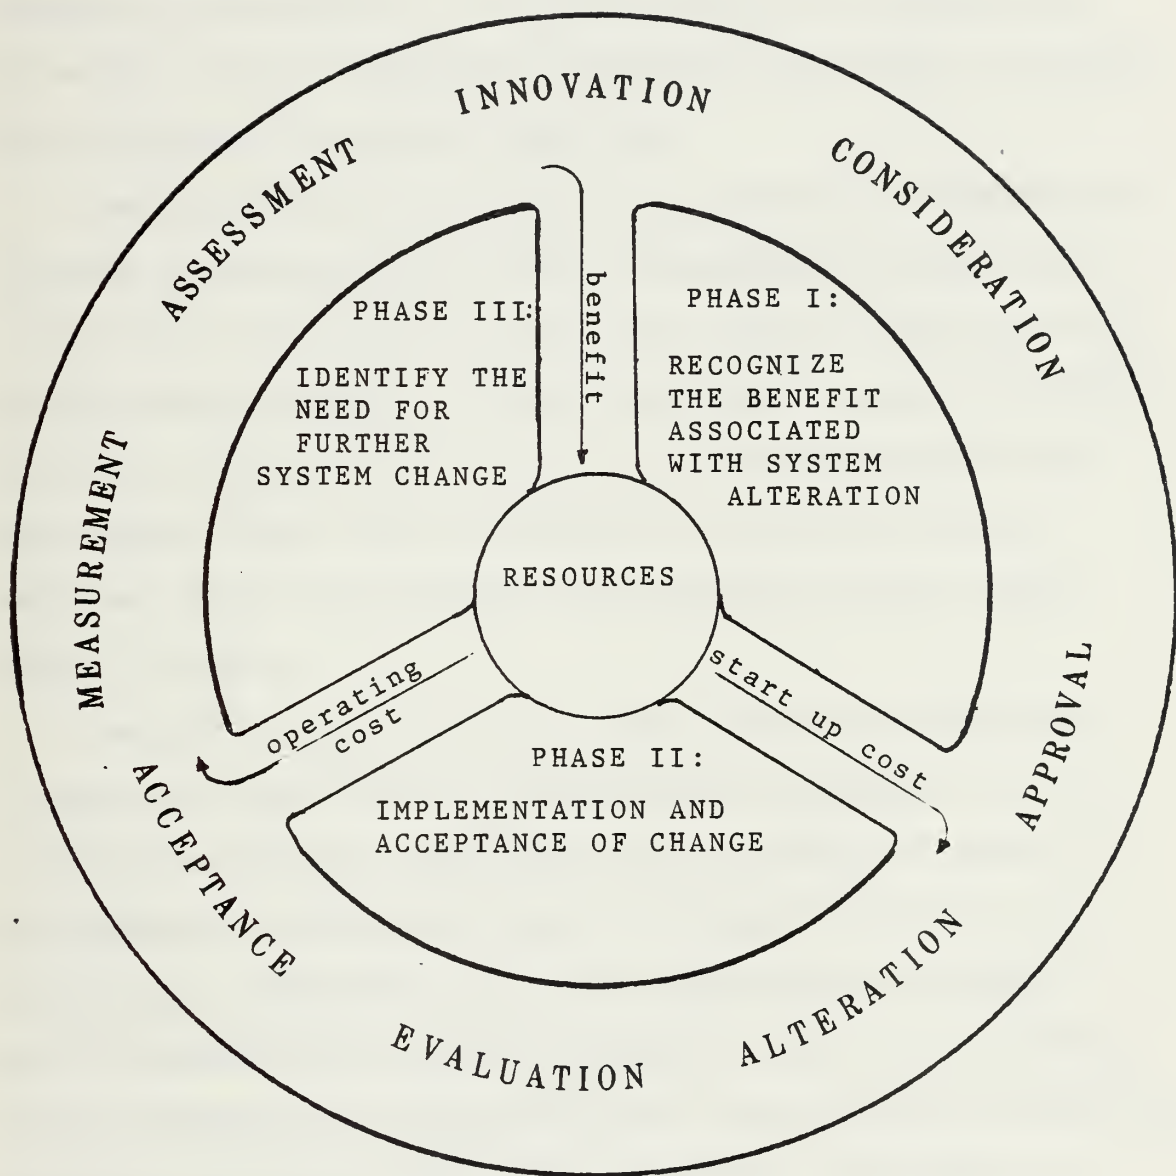 INNOVATION
CONSIDERATION
APPROVAL
ALTERATION
EVALUATION
ACCEPTANCE
MEASUREMENT
ASSESSMENT
benefit
PHASE I:
RECOGNIZE
THE BENEFIT
ASSOCIATED
WITH SYSTEM
ALTERATION
start up cost
PHASE II:
IMPLEMENTATION AND
ACCEPTANCE OF CHANGE
operating
cost
PHASE III:
IDENTIFY THE
NEED FOR
FURTHER
SYSTEM CHANGE
RESOURCES